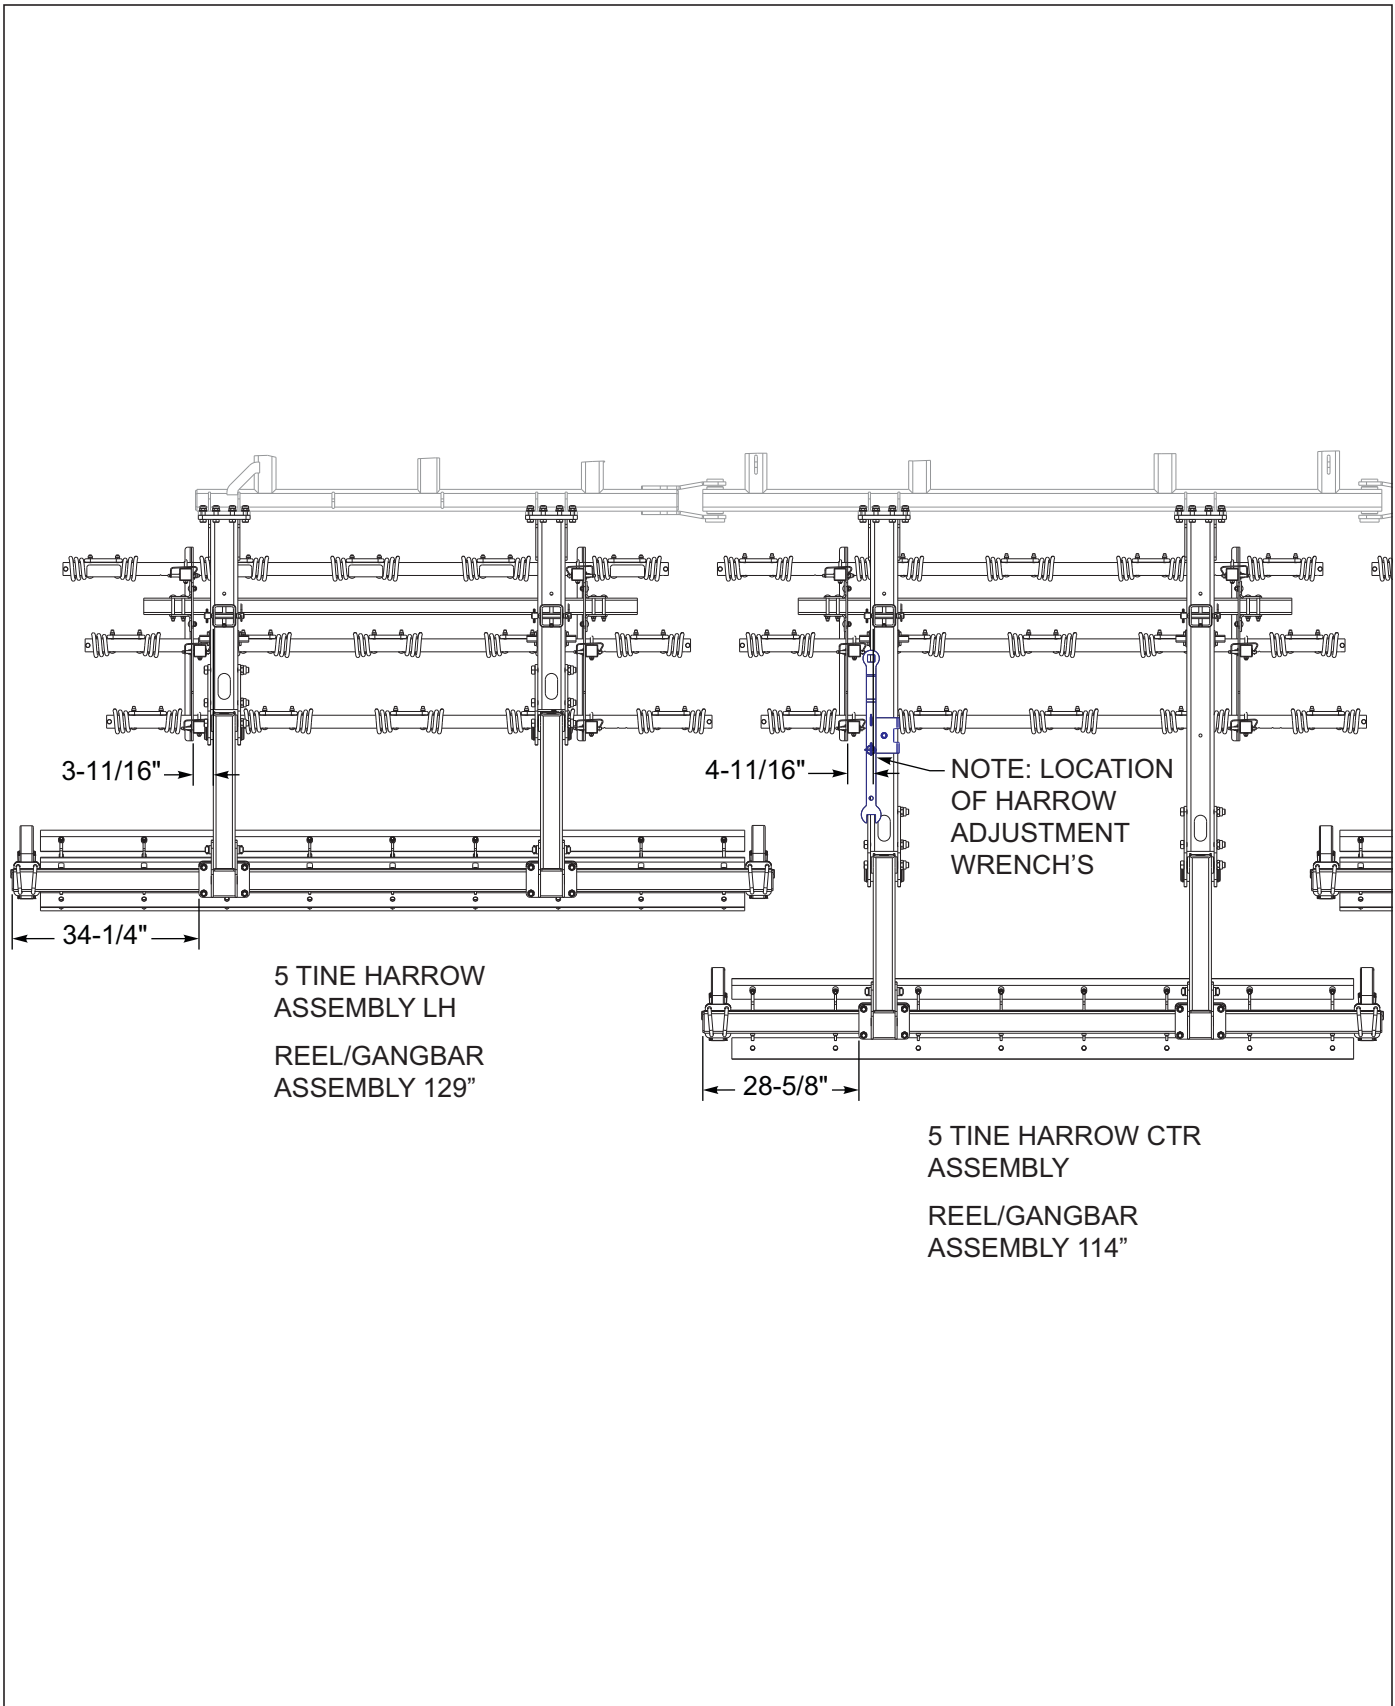 3-11/16"
4-11/16"
NOTE: LOCATION
OF HARROW
ADJUSTMENT
WRENCH'S
34-1/4"
5 TINE HARROW
ASSEMBLY LH
REEL/GANGBAR
ASSEMBLY 129”
28-5/8"
5 TINE HARROW CTR
ASSEMBLY
REEL/GANGBAR
ASSEMBLY 114”